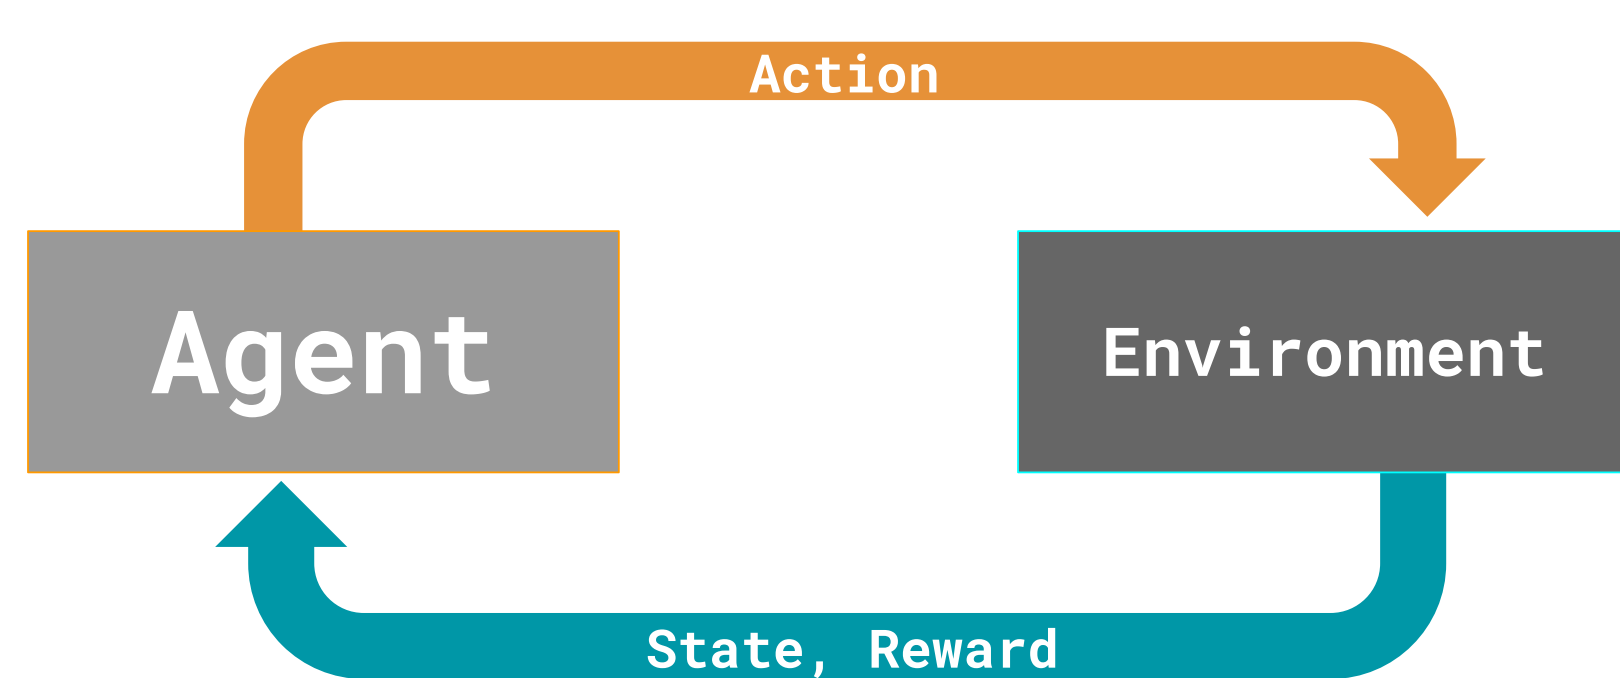 Action
Agent
Environment
State, Reward